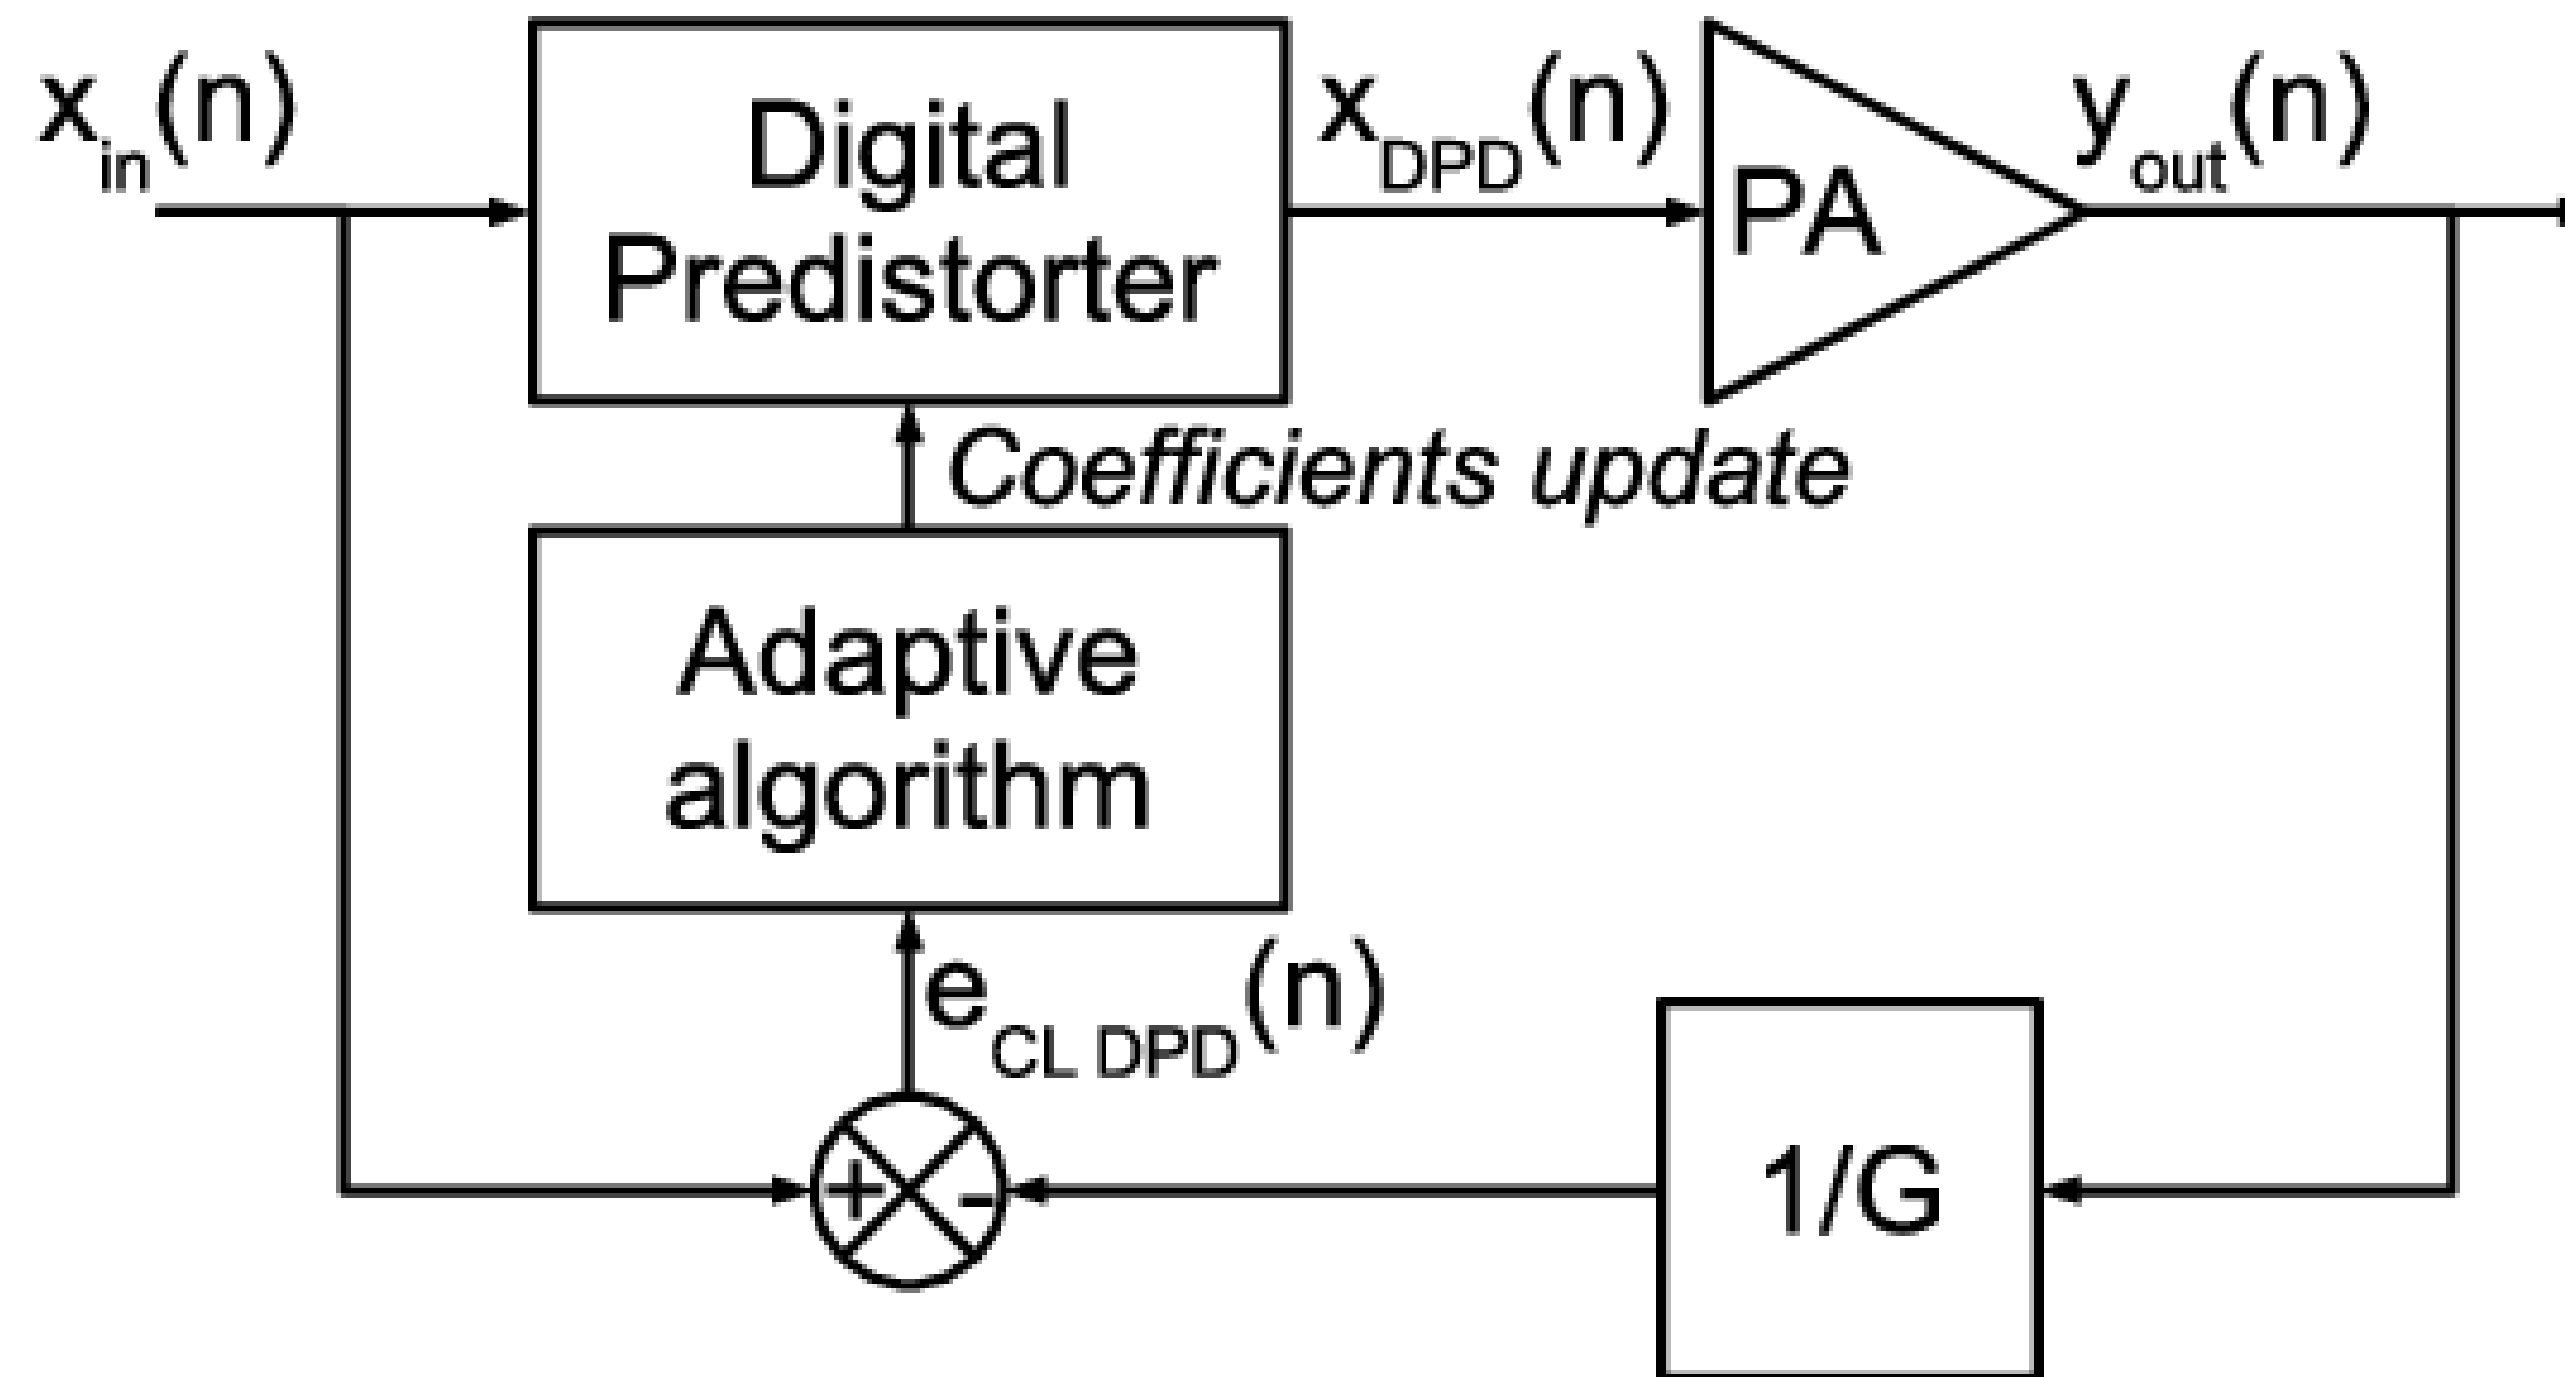 x_in(n)
Digital
Predistorter
x_DPD(n)
PA
y_out(n)
Coefficients update
Adaptive
algorithm
e_CL DPD(n)
+
-
1/G